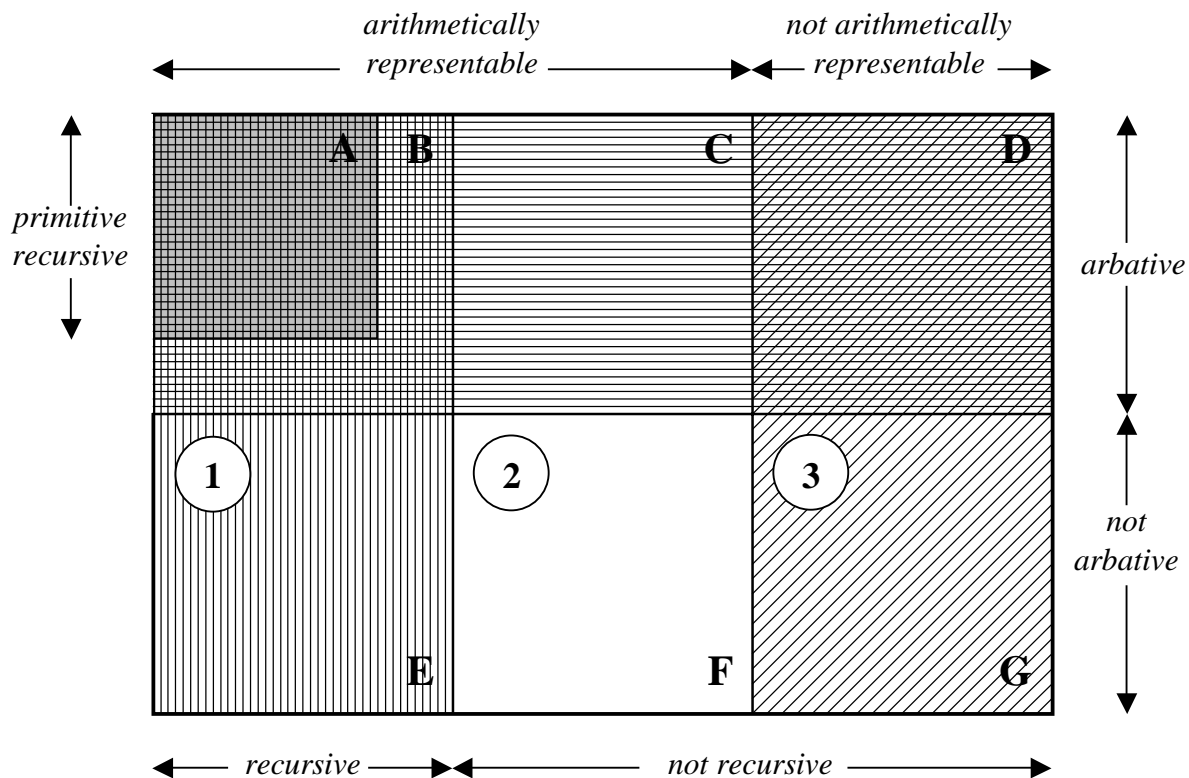 arithmetically
representable
not arithmetically
representable
primitive
recursive
A
B
C
D
arbative
1
2
3
not
arbative
E
F
G
recursive
not recursive